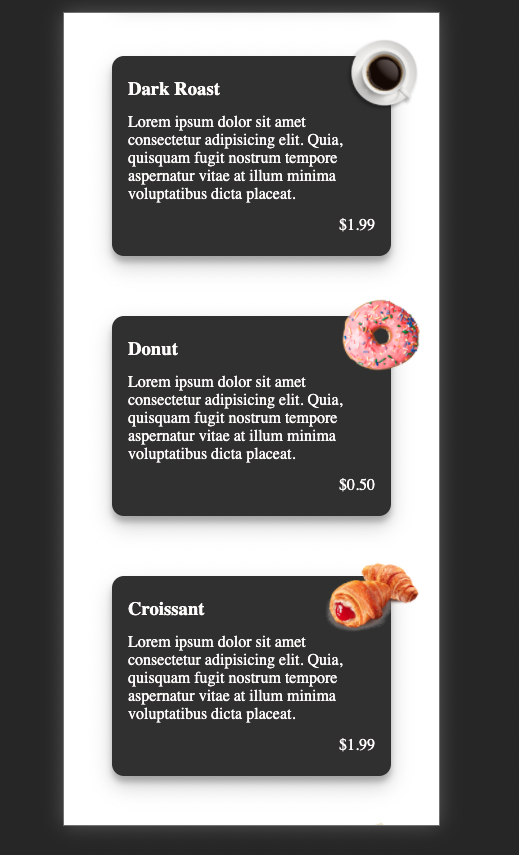 Dark Roast
Lorem ipsum dolor sit amet
consectetur adipisicing elit. Quia,
quisquam fugit nostrum tempore
aspernatur vitae at illum minima
voluptatibus dicta placeat.
$1.99
Donut
Lorem ipsum dolor sit amet
consectetur adipisicing elit. Quia,
quisquam fugit nostrum tempore
aspernatur vitae at illum minima
voluptatibus dicta placeat.
$0.50
Croissant
Lorem ipsum dolor sit amet
consectetur adipisicing elit. Quia,
quisquam fugit nostrum tempore
aspernatur vitae at illum minima
voluptatibus dicta placeat.
$1.99